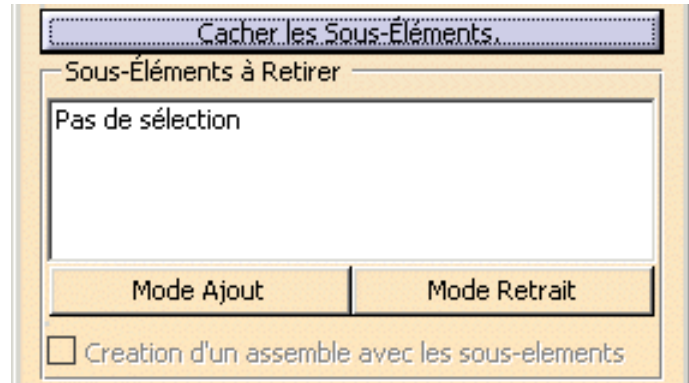 Cacher les Sous-Éléments.
Sous-Éléments à Retirer
Pas de sélection
Mode Ajout Mode Retrait
Creation d'un assemble avec les sous-elements